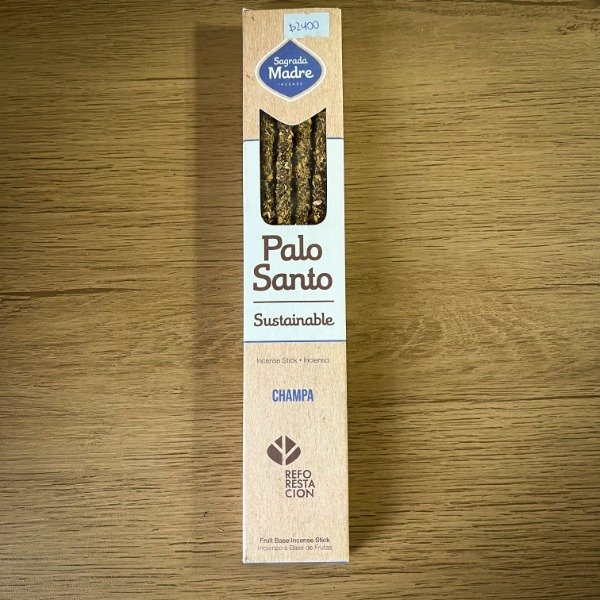 $2400
Sagrada
Madre
INCENSE
Palo
Santo
Sustainable
Incense Stick • Incienso
CHAMPA
REFO
RESTA
CION
Fruit Base Incense Stick
Incienso a Base de Frutas